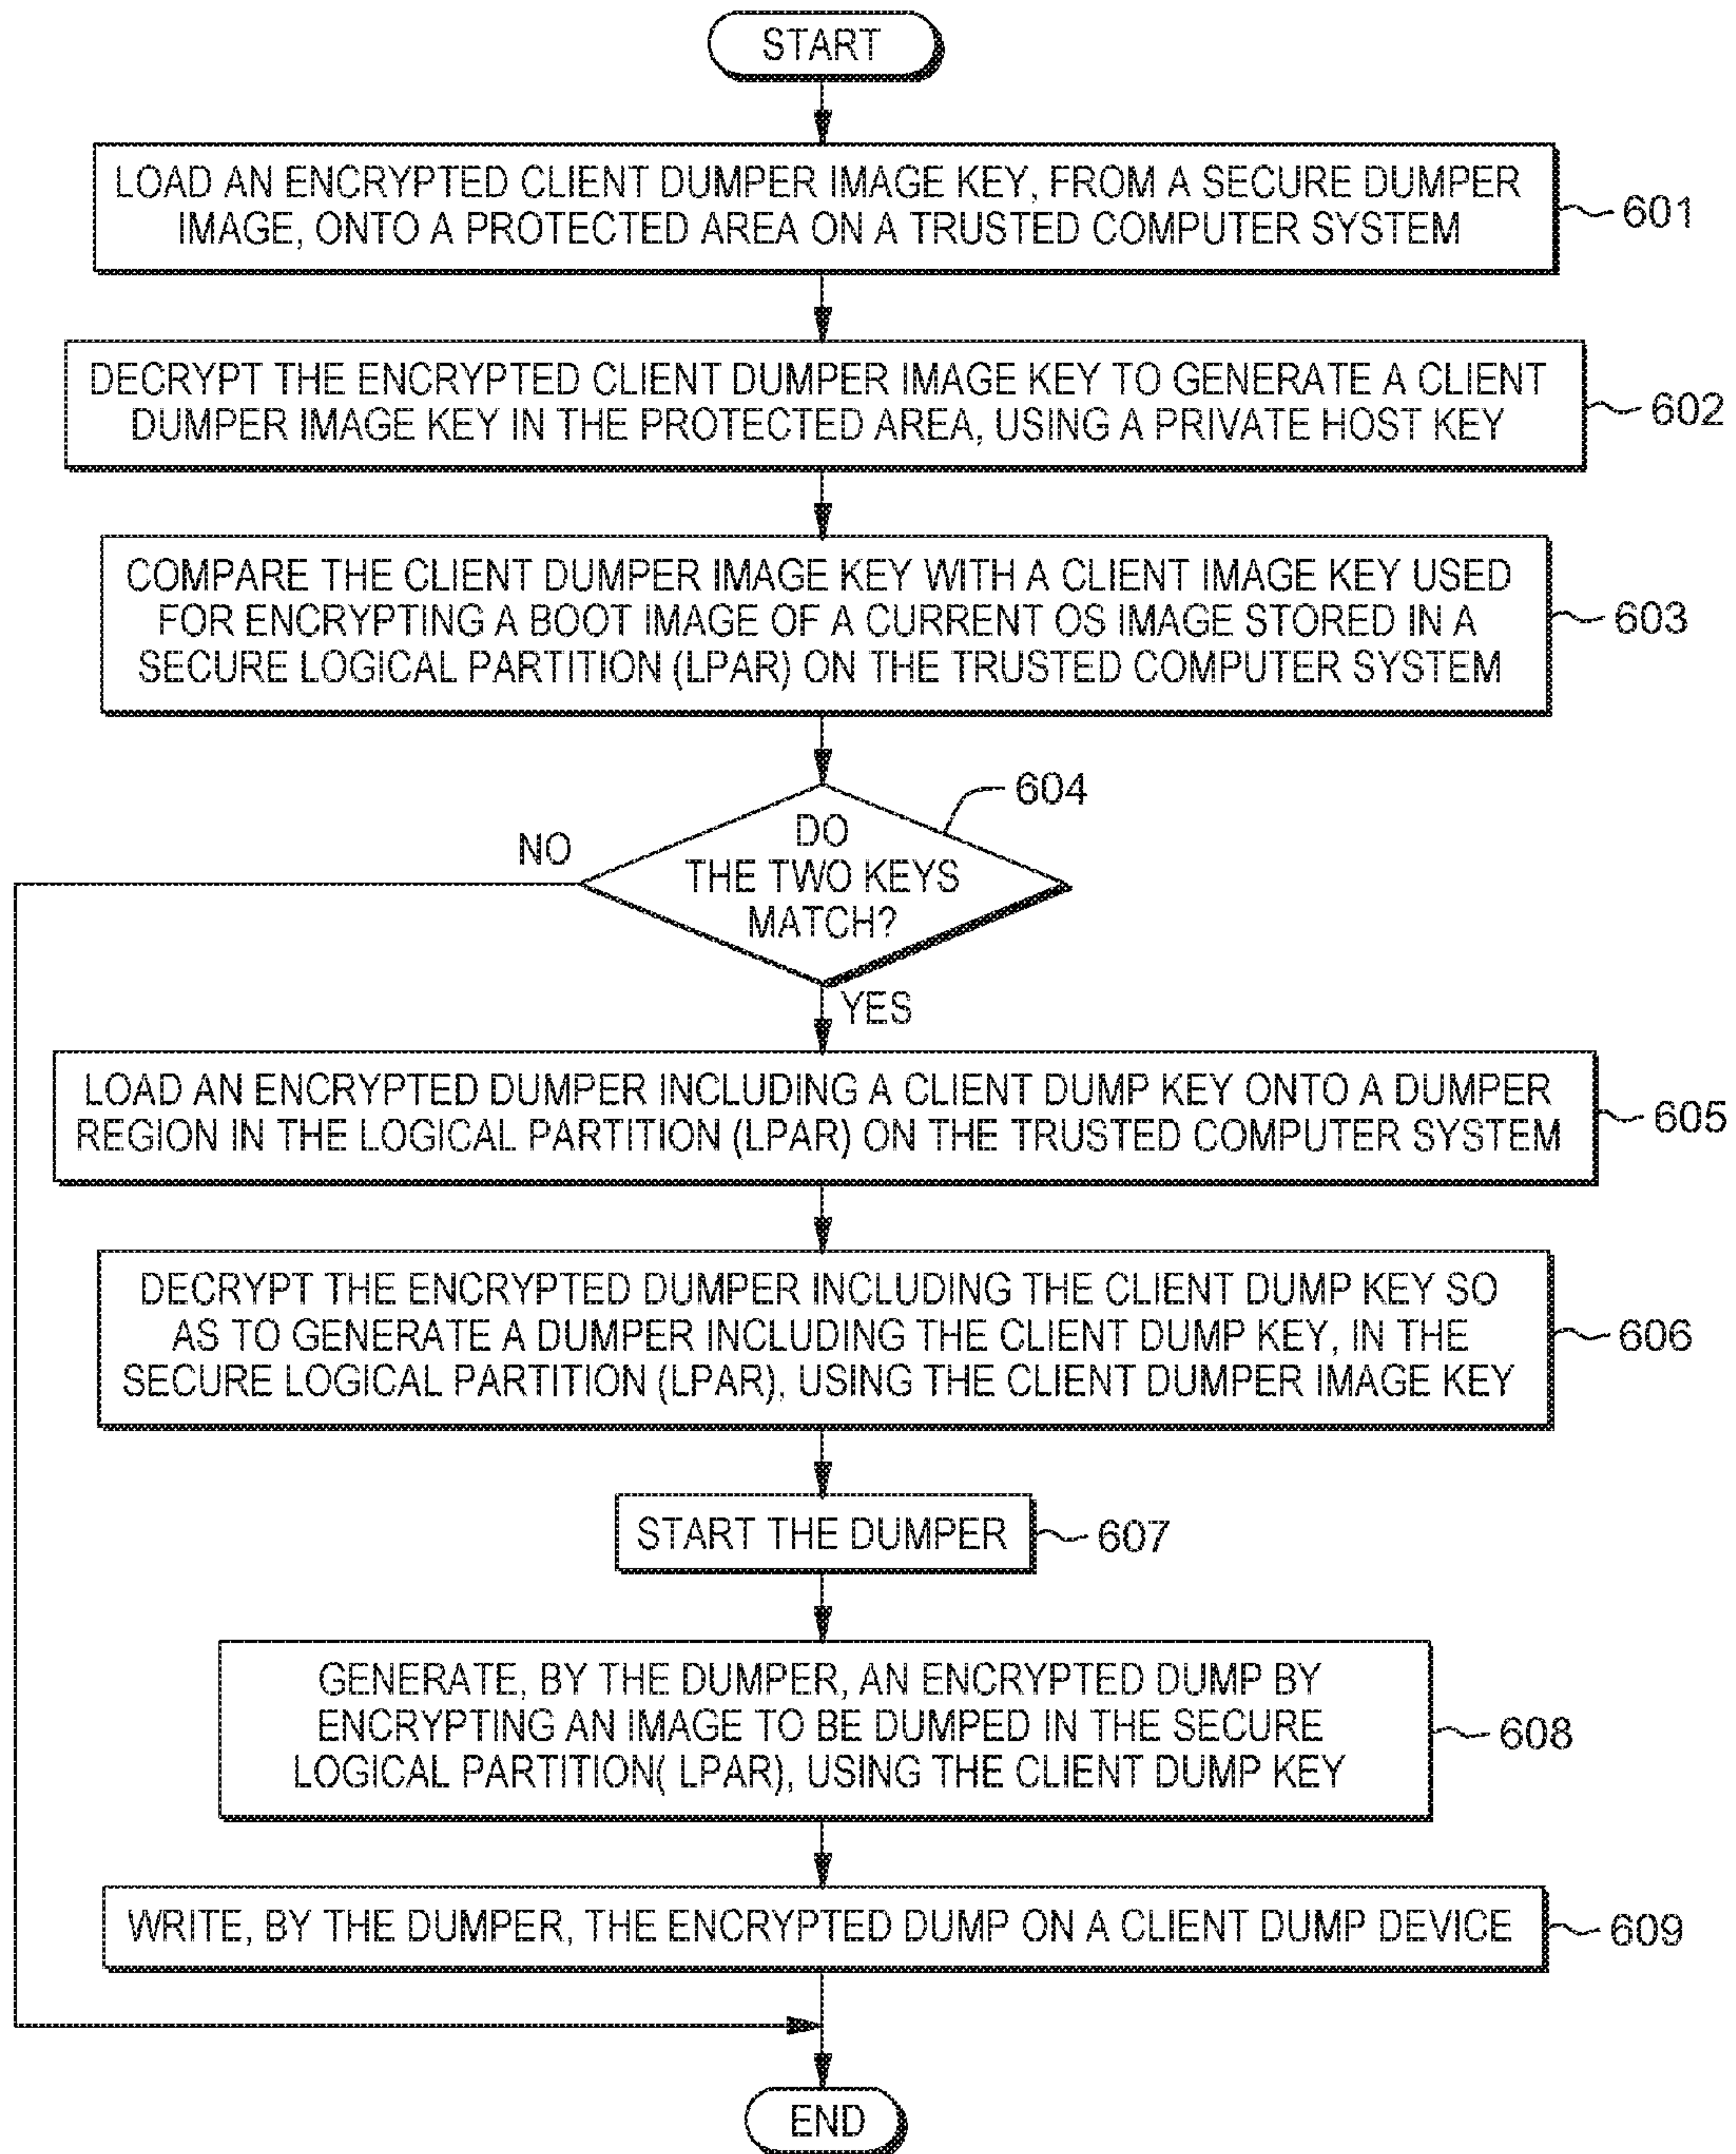 START
LOAD AN ENCRYPTED CLIENT DUMPER IMAGE KEY, FROM A SECURE DUMPER
IMAGE, ONTO A PROTECTED AREA ON A TRUSTED COMPUTER SYSTEM
601
DECRYPT THE ENCRYPTED CLIENT DUMPER IMAGE KEY TO GENERATE A CLIENT
DUMPER IMAGE KEY IN THE PROTECTED AREA, USING A PRIVATE HOST KEY
602
COMPARE THE CLIENT DUMPER IMAGE KEY WITH A CLIENT IMAGE KEY USED
FOR ENCRYPTING A BOOT IMAGE OF A CURRENT OS IMAGE STORED IN A
SECURE LOGICAL PARTITION (LPAR) ON THE TRUSTED COMPUTER SYSTEM
603
604
NO
DO
THE TWO KEYS
MATCH?
YES
LOAD AN ENCRYPTED DUMPER INCLUDING A CLIENT DUMP KEY ONTO A DUMPER
REGION IN THE LOGICAL PARTITION (LPAR) ON THE TRUSTED COMPUTER SYSTEM
605
DECRYPT THE ENCRYPTED DUMPER INCLUDING THE CLIENT DUMP KEY SO
AS TO GENERATE A DUMPER INCLUDING THE CLIENT DUMP KEY, IN THE
SECURE LOGICAL PARTITION (LPAR), USING THE CLIENT DUMPER IMAGE KEY
606
START THE DUMPER
607
GENERATE, BY THE DUMPER, AN ENCRYPTED DUMP BY
ENCRYPTING AN IMAGE TO BE DUMPED IN THE SECURE
LOGICAL PARTITION( LPAR), USING THE CLIENT DUMP KEY
608
WRITE, BY THE DUMPER, THE ENCRYPTED DUMP ON A CLIENT DUMP DEVICE
609
END